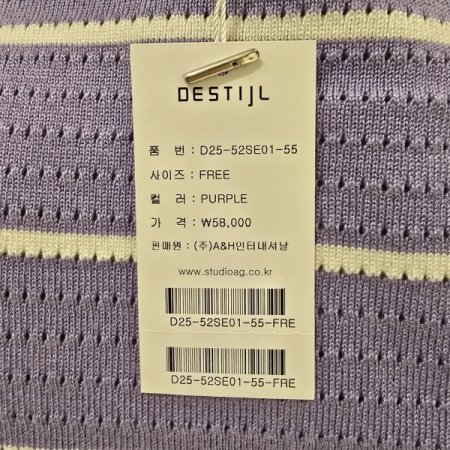 DESTIJL
품 번 : D25-52SE01-55
사이즈 : FREE
컬 러 : PURPLE
가 격 : ₩58,000
판매원 : (주)A&H인터내셔날
www.studioag.co.kr
D25-52SE01-55-FRE
D25-52SE01-55-FRE